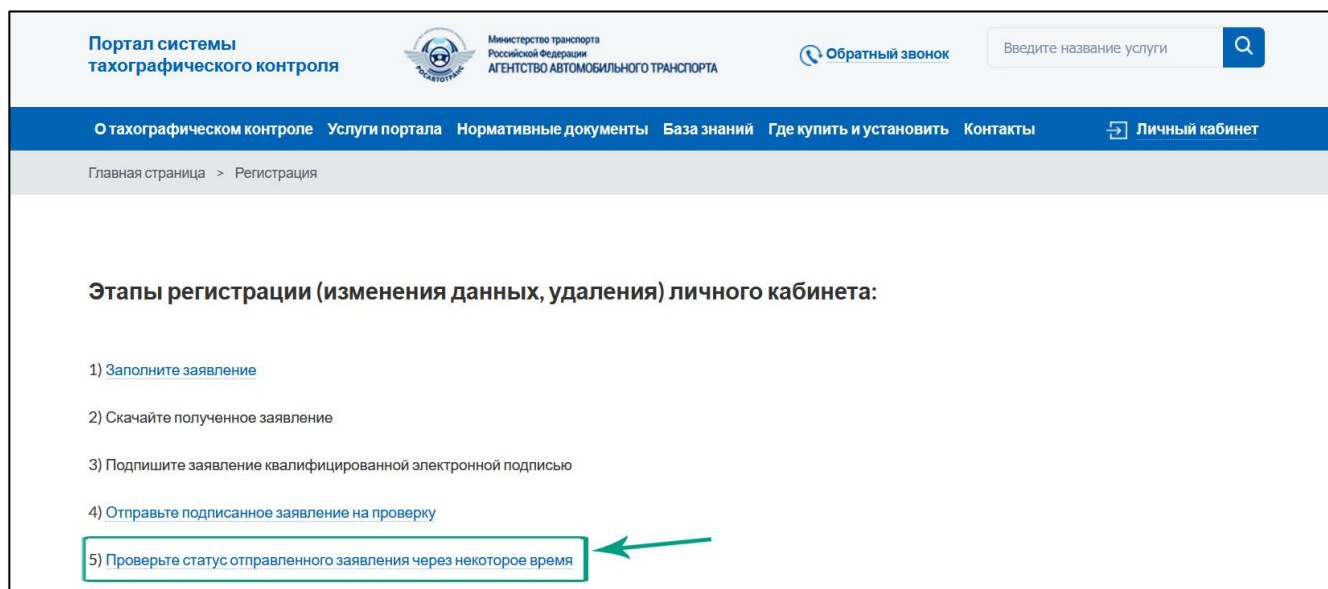 Портал системы
тахографического контроля
РОСАВТОТРАНС
Министерство транспорта
Российской Федерации
АГЕНТСТВО АВТОМОБИЛЬНОГО ТРАНСПОРТА
Обратный звонок
Введите название услуги
О тахографическом контроле Услуги портала Нормативные документы База знаний Где купить и установить Контакты Личный кабинет
Главная страница > Регистрация
Этапы регистрации (изменения данных, удаления) личного кабинета:
1) Заполните заявление
2) Скачайте полученное заявление
3) Подпишите заявление квалифицированной электронной подписью
4) Отправьте подписанное заявление на проверку
5) Проверьте статус отправленного заявления через некоторое время